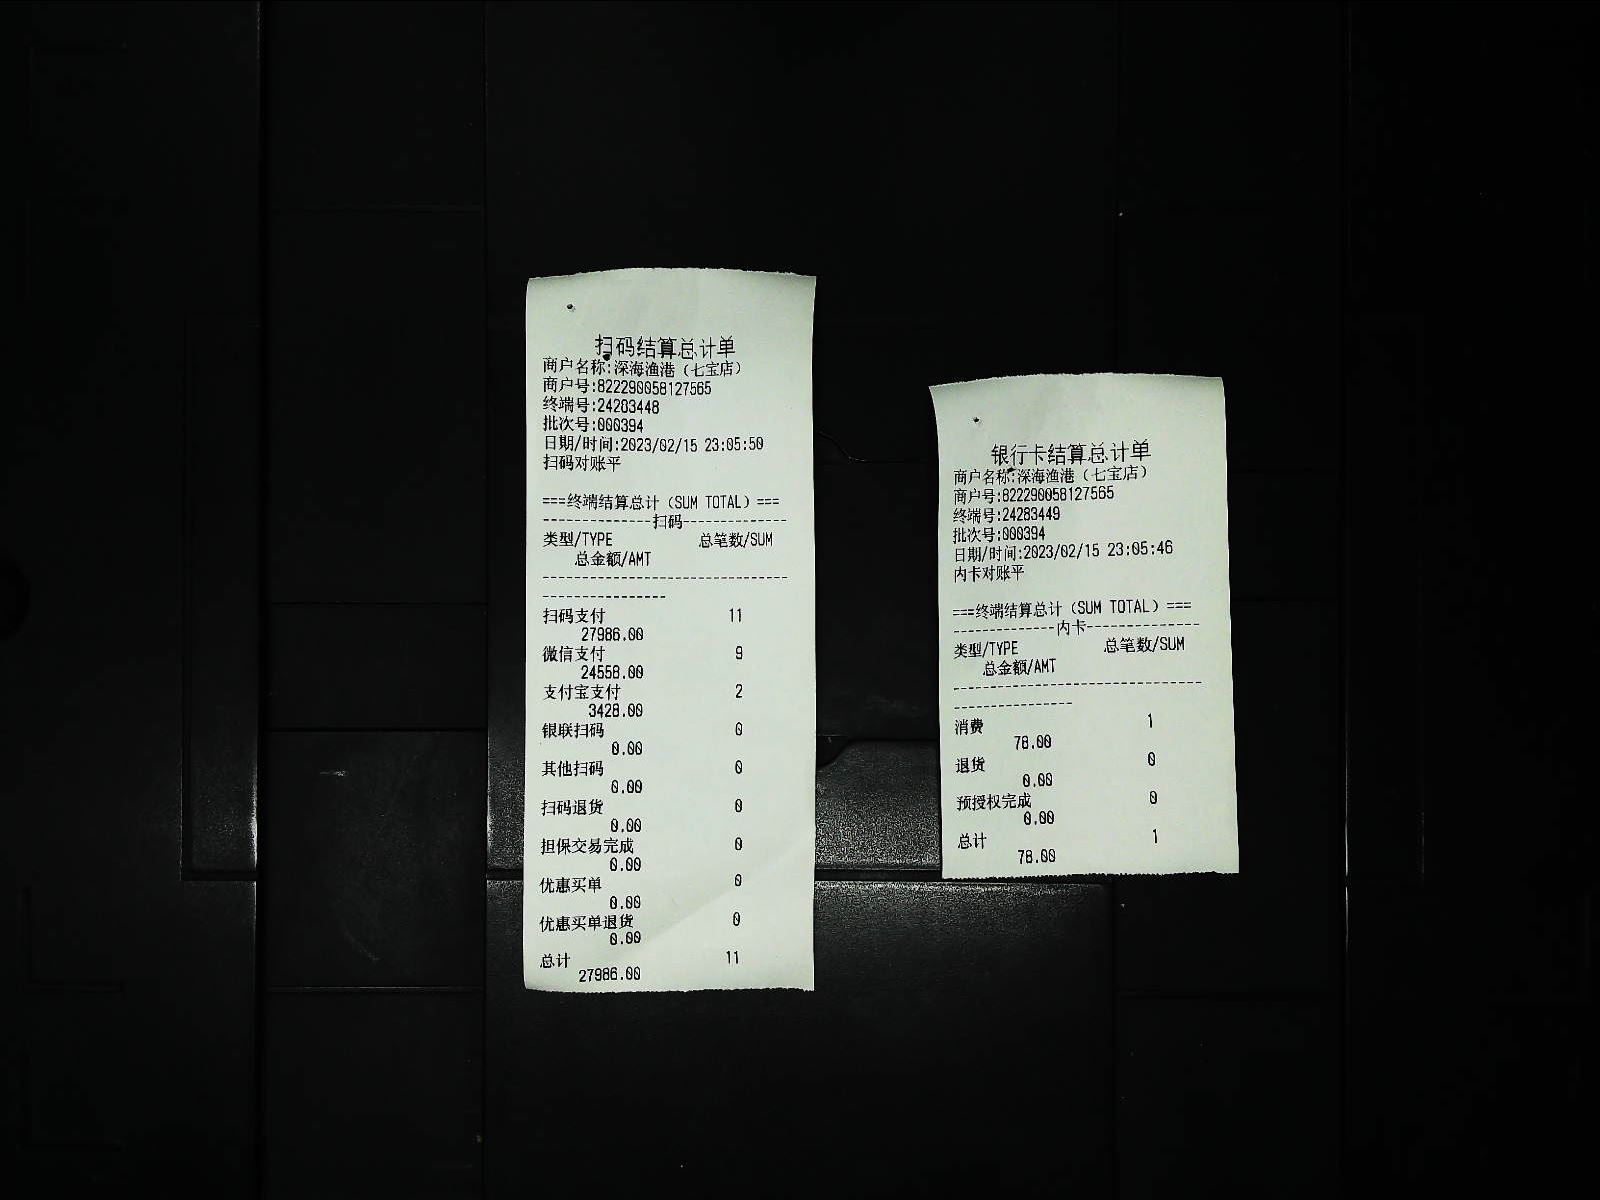 扫码结算总计单
商户名称:深海渔港（七宝店）
商户号:822290058127565
终端号:24283448
批次号:000394
日期/时间:2023/02/15 23:05:50
扫码对账平
===终端结算总计（SUM TOTAL）===
---------------扫码---------------
类型/TYPE 总笔数/SUM
总金额/AMT
扫码支付 11
27986.00
微信支付 9
24558.00
支付宝支付 2
3428.00
银联扫码 0
0.00
其他扫码 0
0.00
扫码退货 0
0.00
担保交易完成 0
0.00
优惠买单 0
0.00
优惠买单退货 0
0.00
总计 11
27986.00
银行卡结算总计单
商户名称:深海渔港（七宝店）
商户号:822290058127565
终端号:24283449
批次号:000394
日期/时间:2023/02/15 23:05:46
内卡对账平
===终端结算总计（SUM TOTAL）===
--------------内卡---------------
类型/TYPE 总笔数/SUM
总金额/AMT
消费 1
78.00
退货 0
0.00
预授权完成 0
0.00
总计 1
78.00